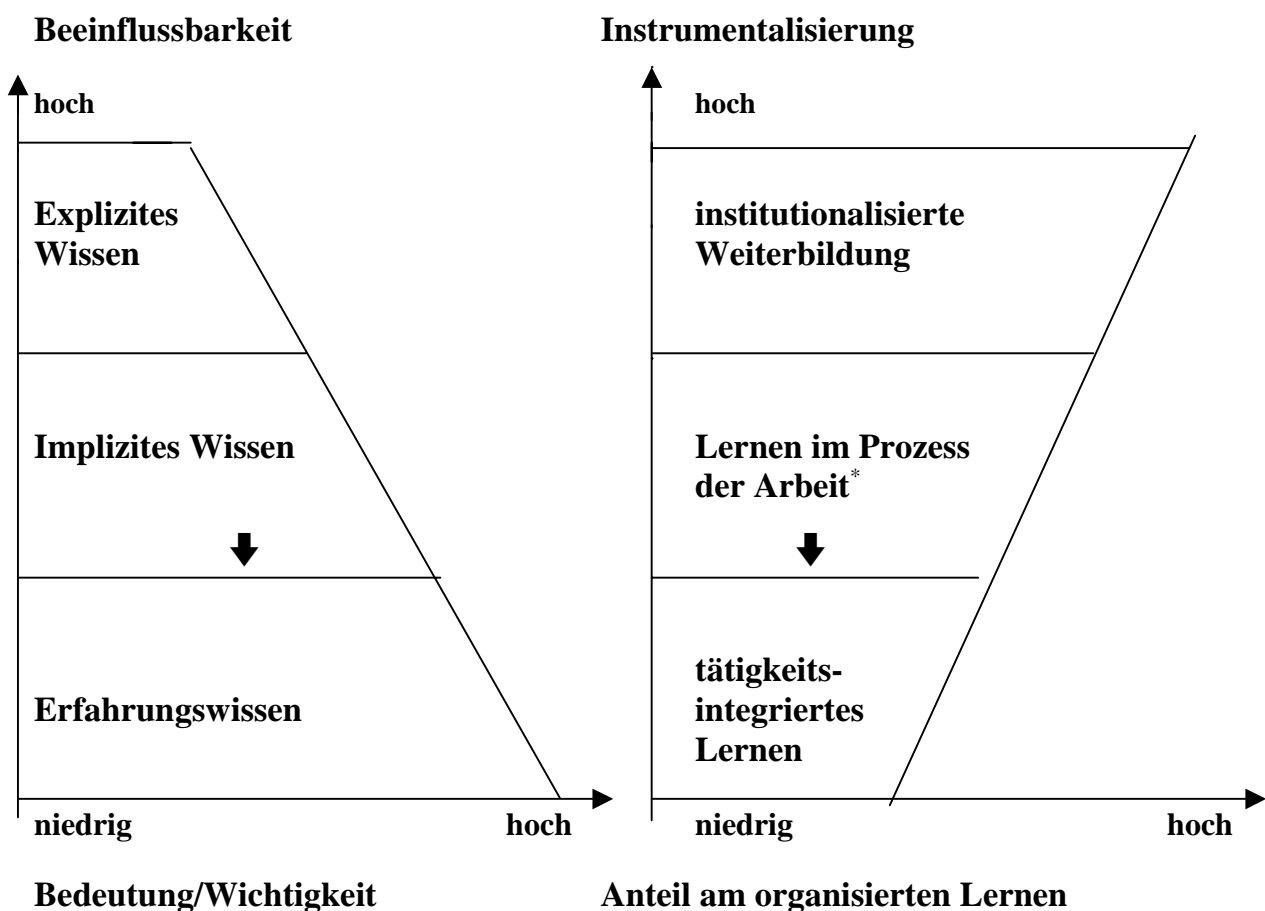 Beeinflussbarkeit
hoch
Explizites
Wissen
Implizites Wissen
Erfahrungswissen
niedrig
hoch
Bedeutung/Wichtigkeit
Instrumentalisierung
hoch
institutionalisierte
Weiterbildung
Lernen im Prozess
der Arbeit*
tätigkeits-
integriertes
Lernen
niedrig
hoch
Anteil am organisierten Lernen